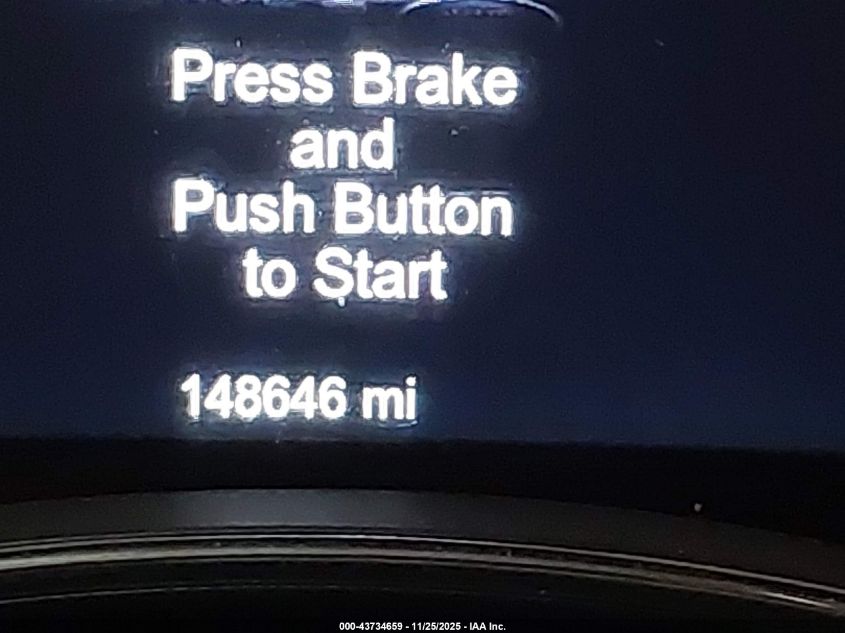 Press Brake
and
Push Button
to Start
148646 mi
000-43734659 - 11/25/2025 - IAA Inc.